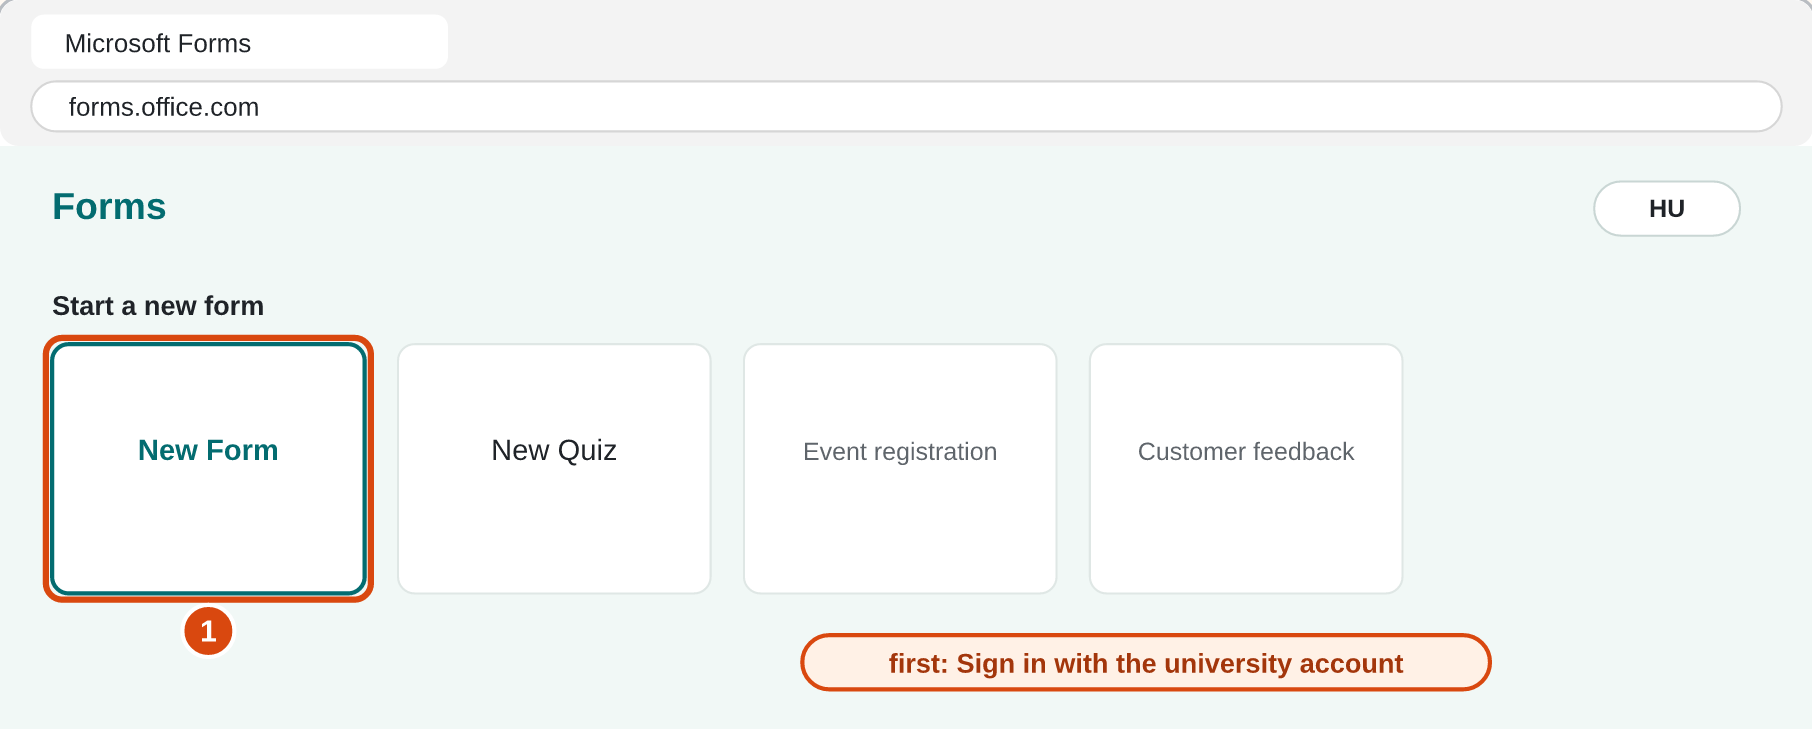 Microsoft Forms
forms.office.com
Forms
HU
Start a new form
New Form
New Quiz
Event registration
Customer feedback
1
first: Sign in with the university account